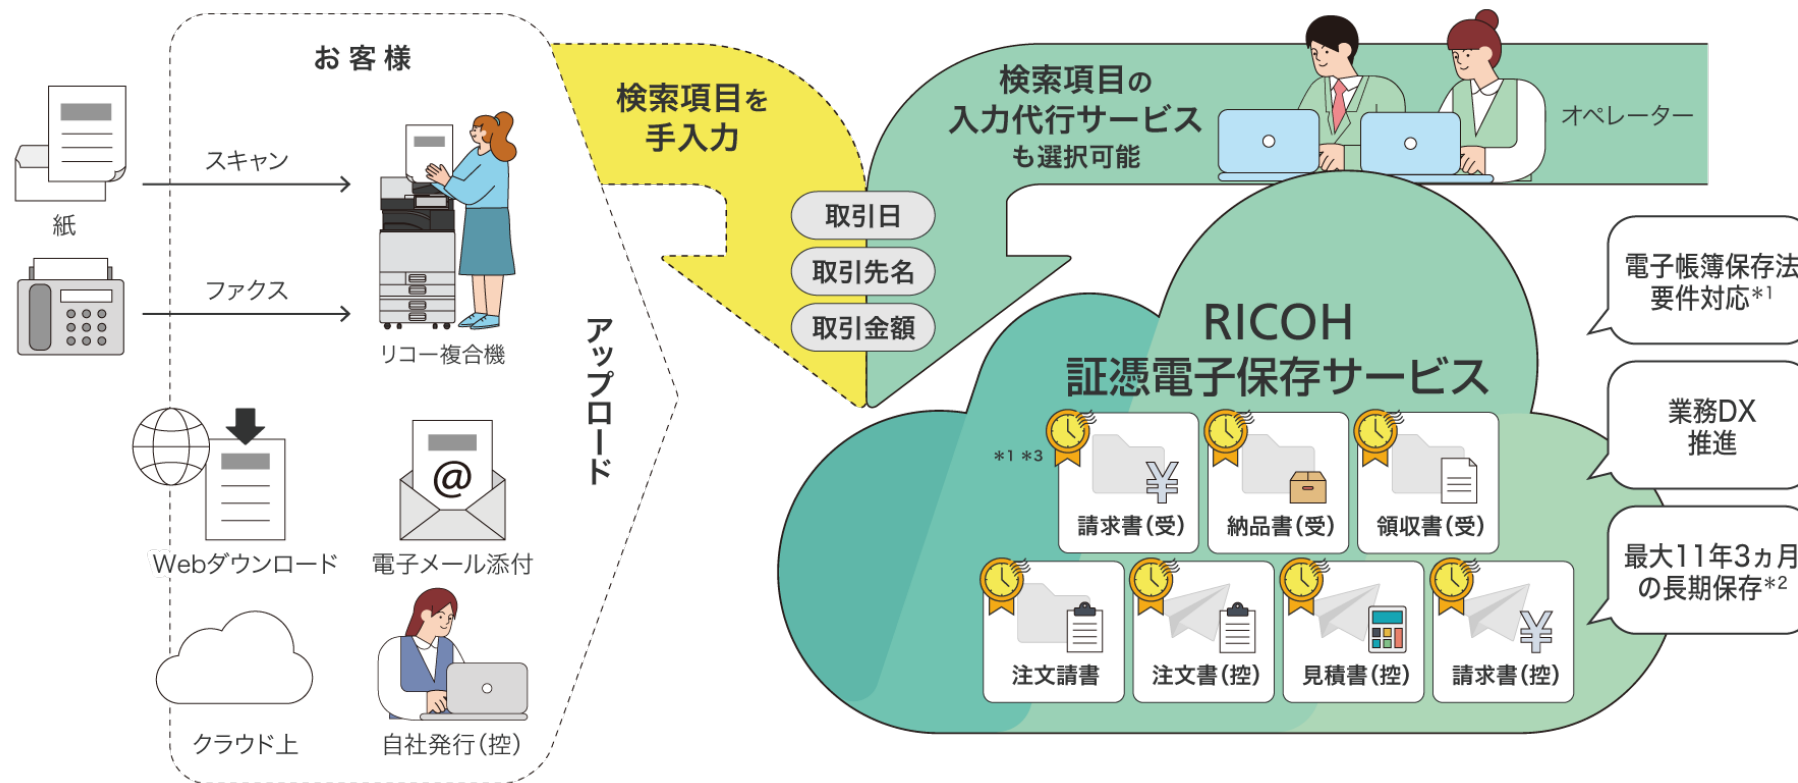 お客様
紙
スキャン
ファクス
リコー複合機
Webダウンロード
電子メール添付
@
クラウド上
自社発行(控)
アップロード
検索項目を
手入力
検索項目の
入力代行サービス
も選択可能
オペレーター
取引日
取引先名
取引金額
RICOH
証憑電子保存サービス
*1 *3
請求書(受)
納品書(受)
領収書(受)
注文請書
注文書(控)
見積書(控)
請求書(控)
電子帳簿保存法
要件対応*1
業務DX
推進
最大11年3ヵ月
の長期保存*2